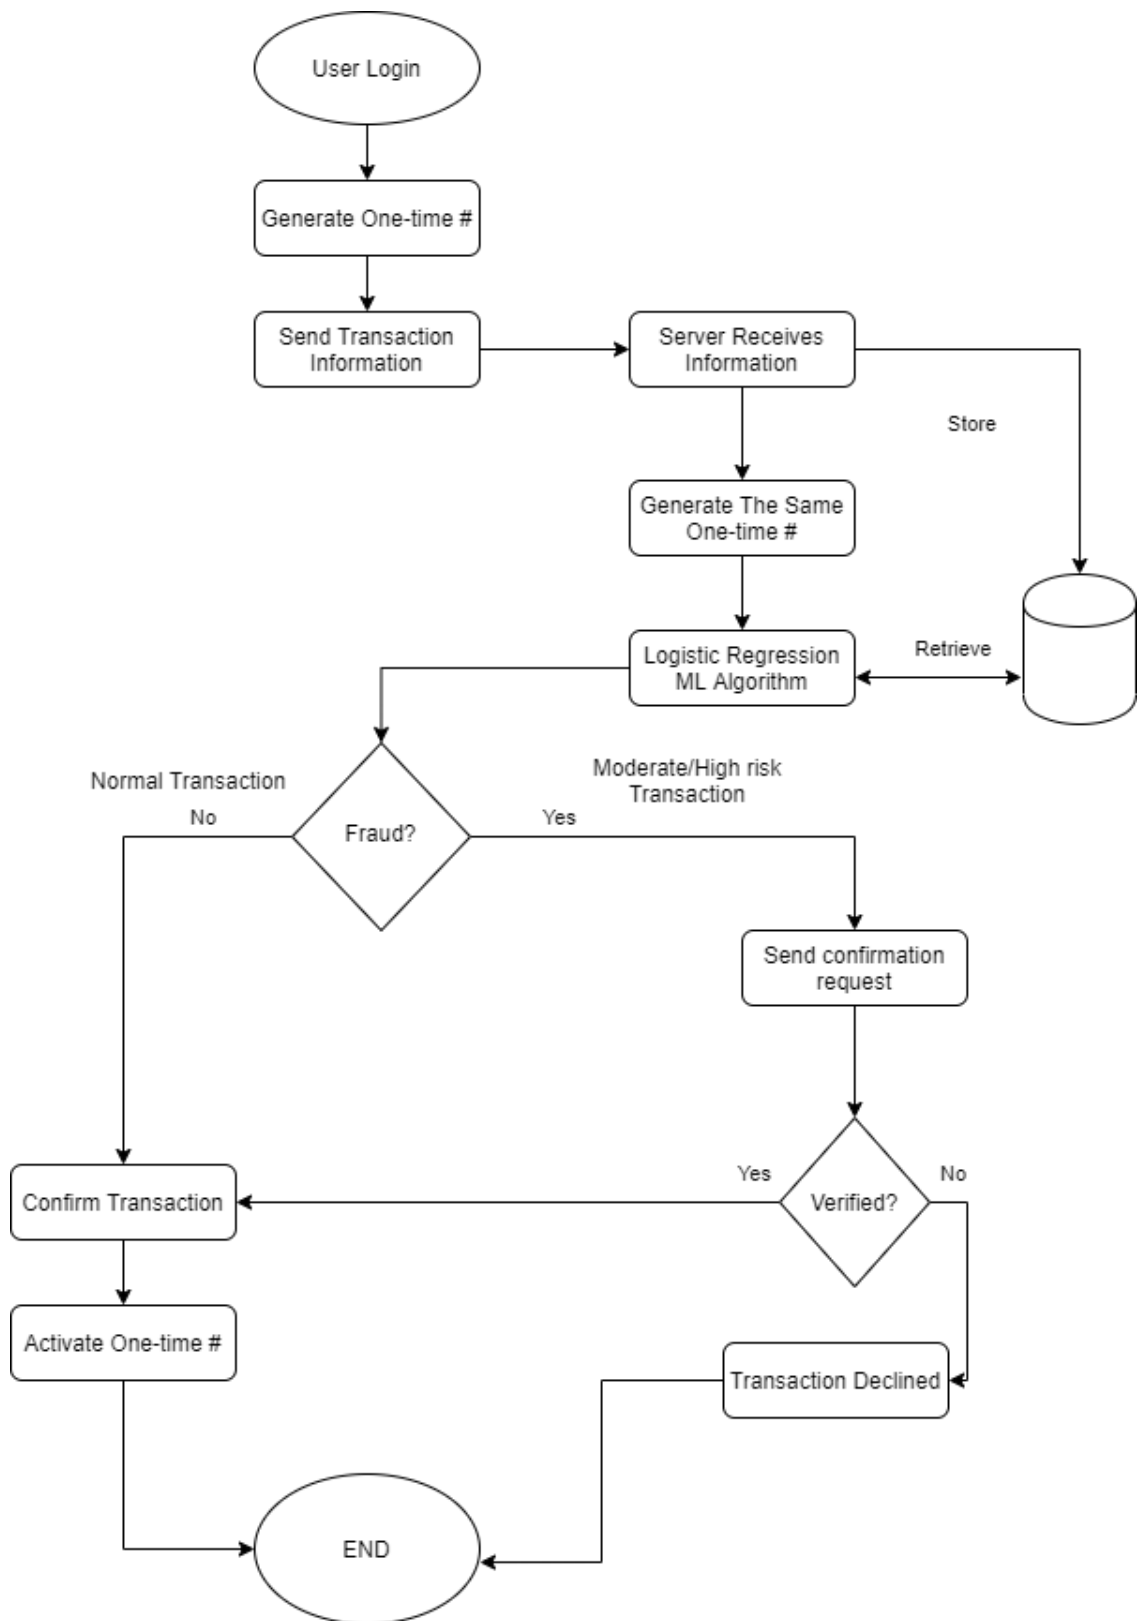 User Login
Generate One-time #
Send Transaction
Information
Server Receives
Information
Store
Generate The Same
One-time #
Logistic Regression
ML Algorithm
Retrieve
Normal Transaction
No
Fraud?
Moderate/High risk
Transaction
Yes
Send confirmation
request
Confirm Transaction
Yes
Verified?
No
Activate One-time #
Transaction Declined
END